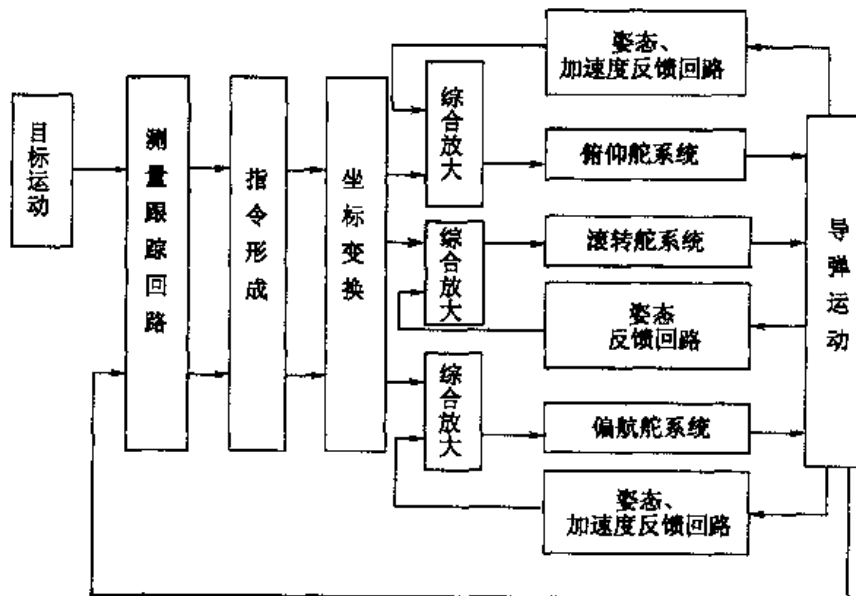 目标运动
测量跟踪回路
指令形成
坐标变换
综合放大
姿态、
加速度反馈回路
俯仰舵系统
综合放大
滚转舵系统
姿态
反馈回路
综合放大
偏航舵系统
姿态、
加速度反馈回路
导弹运动